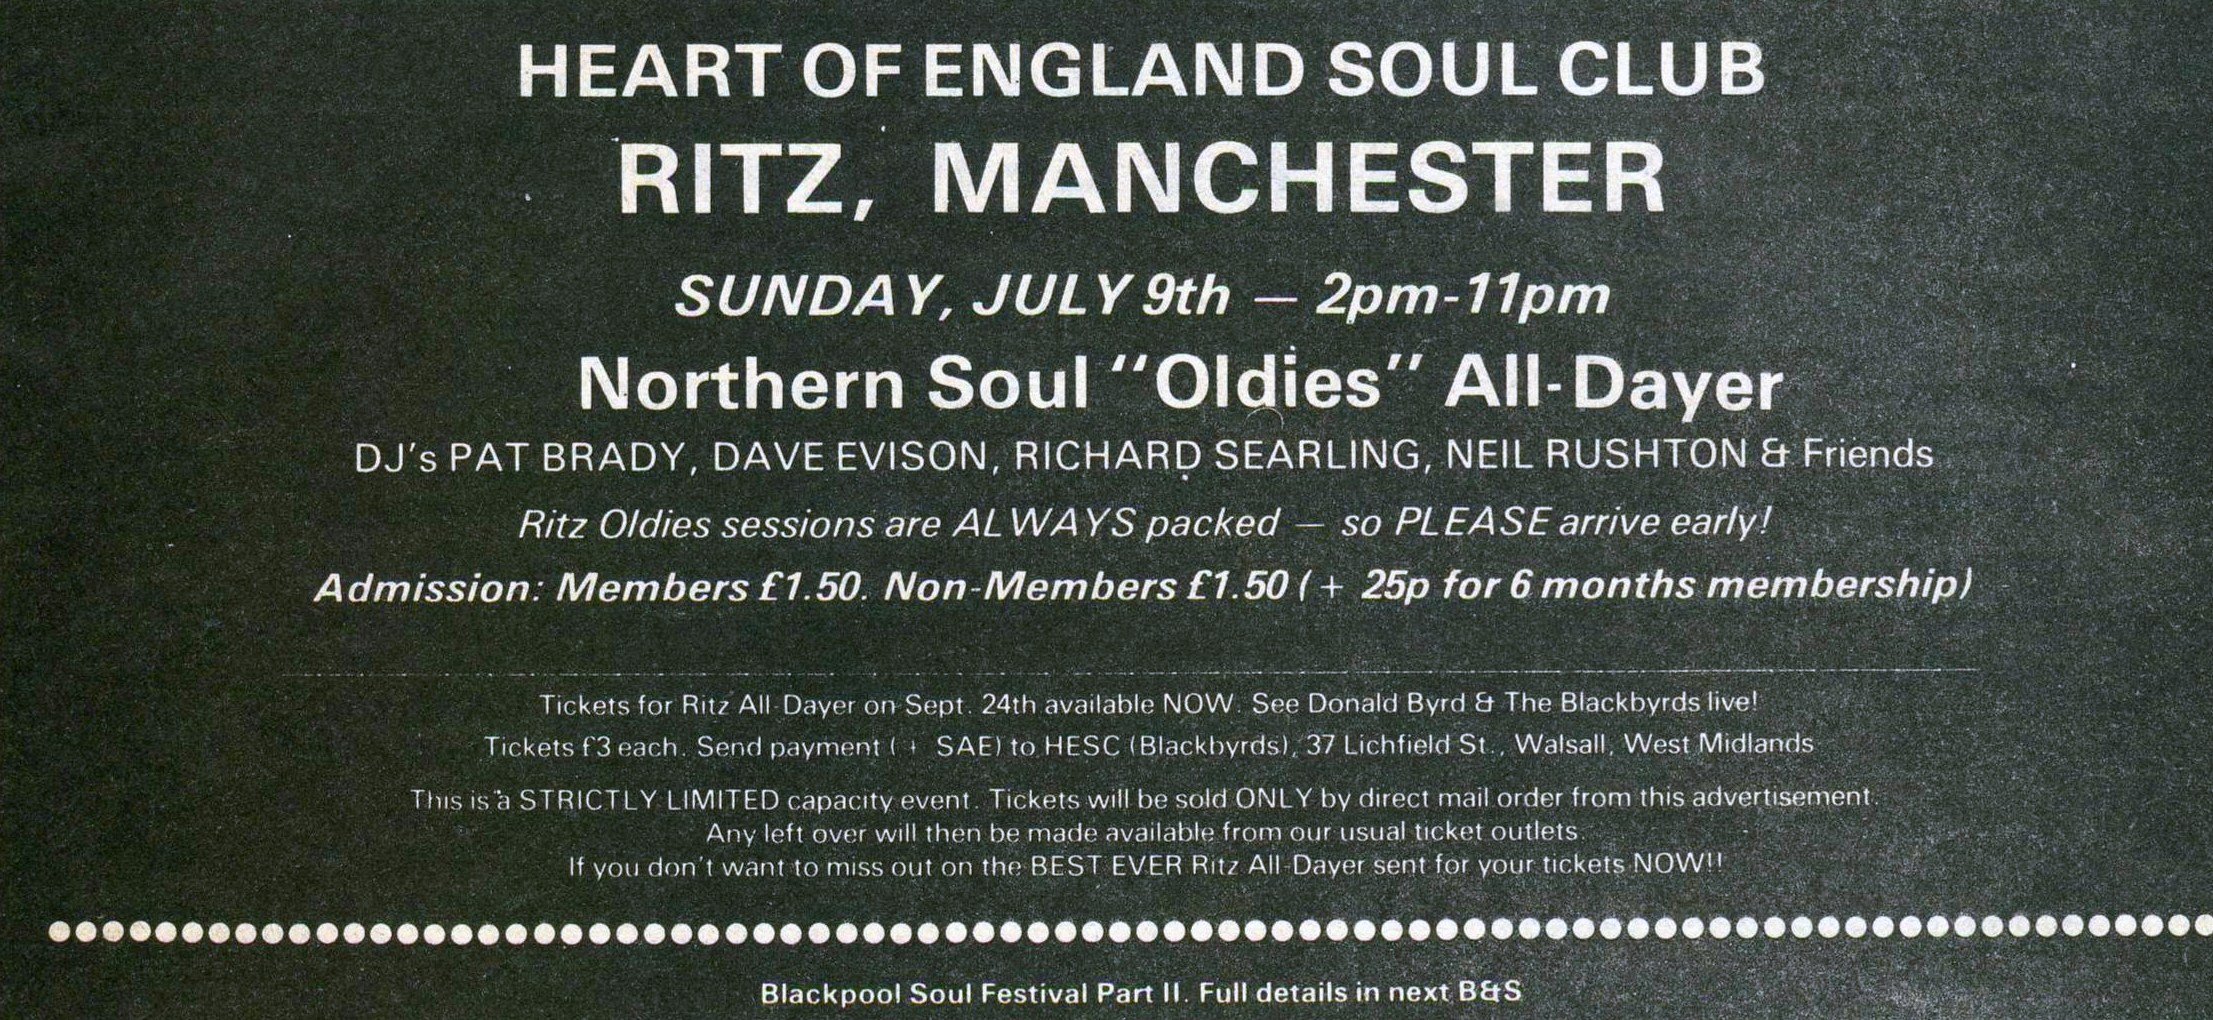 HEART OF ENGLAND SOUL CLUB
RITZ, MANCHESTER
SUNDAY, JULY 9th — 2pm-11pm
Northern Soul "Oldies" All-Dayer
DJ's PAT BRADY, DAVE EVISON, RICHARD SEARLING, NEIL RUSHTON & Friends
Ritz Oldies sessions are ALWAYS packed — so PLEASE arrive early!
Admission: Members £1.50. Non-Members £1.50 (+ 25p for 6 months membership)
Tickets for Ritz All-Dayer on Sept. 24th available NOW. See Donald Byrd & The Blackbyrds live!
Tickets £3 each. Send payment (+ SAE) to HESC (Blackbyrds), 37 Lichfield St., Walsall, West Midlands
This is a STRICTLY LIMITED capacity event. Tickets will be sold ONLY by direct mail order from this advertisement.
Any left over will then be made available from our usual ticket outlets.
If you don't want to miss out on the BEST EVER Ritz All-Dayer sent for your tickets NOW!!
Blackpool Soul Festival Part II. Full details in next B&S